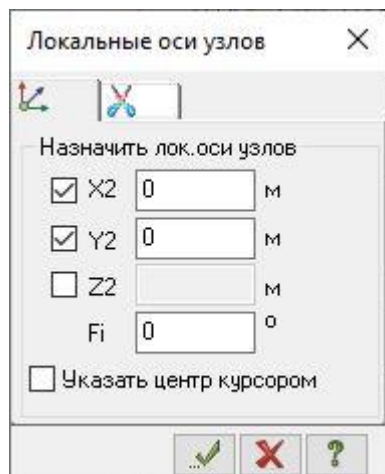 Локальные оси узлов
Назначить лок.оси узлов
X2 0 м
Y2 0 м
Z2 м
Fi 0 °
Указать центр курсором
?